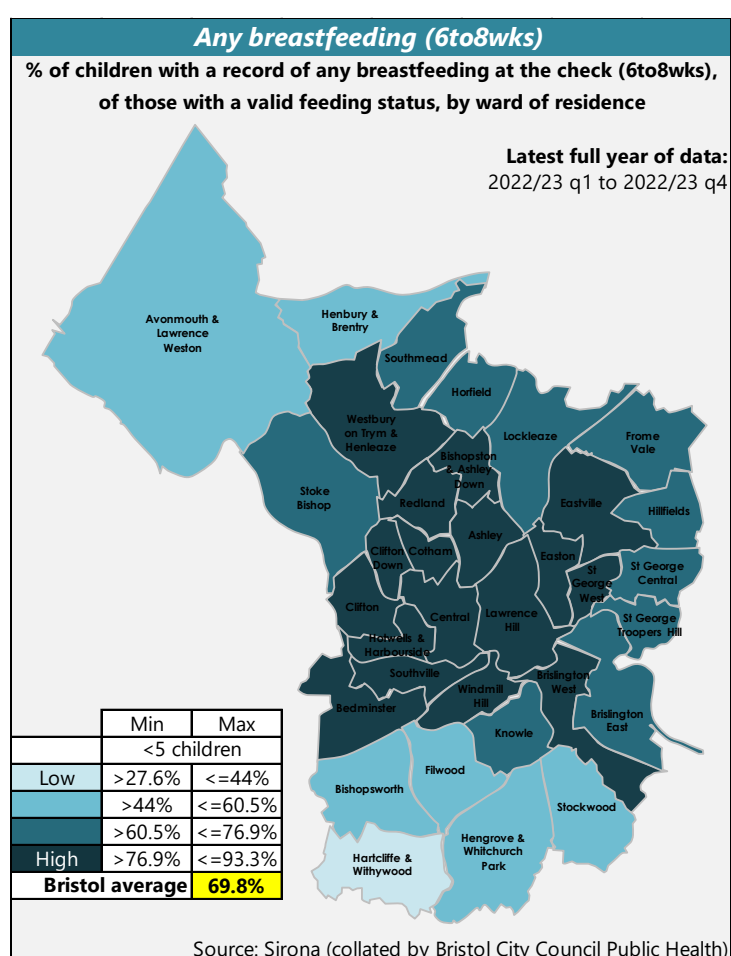 Any breastfeeding (6to8wks)
% of children with a record of any breastfeeding at the check (6to8wks),
of those with a valid feeding status, by ward of residence
Latest full year of data:
2022/23 q1 to 2022/23 q4
Avonmouth &
Lawrence
Weston
Henbury &
Brentry
Southmead
Horfield
Westbury
on Trym &
Henleaze
Lockleaze
Frome
Vale
Bishopston
& Ashley
Down
Stoke
Bishop
Redland
Eastville
Hillfields
Ashley
Clifton
Down
Cotham
Easton
St
George
West
St George
Central
Clifton
Central
Lawrence
Hill
St George
Troopers Hill
Hotwells &
Harbourside
Southville
Brislington
West
Windmill
Hill
Bedminster
Brislington
East
Knowle
Filwood
Bishopsworth
Stockwood
Hengrove &
Whitchurch
Park
Hartcliffe &
Withywood
Min Max
<5 children
Low >27.6% <=44%
>44% <=60.5%
>60.5% <=76.9%
High >76.9% <=93.3%
Bristol average 69.8%
Source: Sirona (collated by Bristol City Council Public Health)